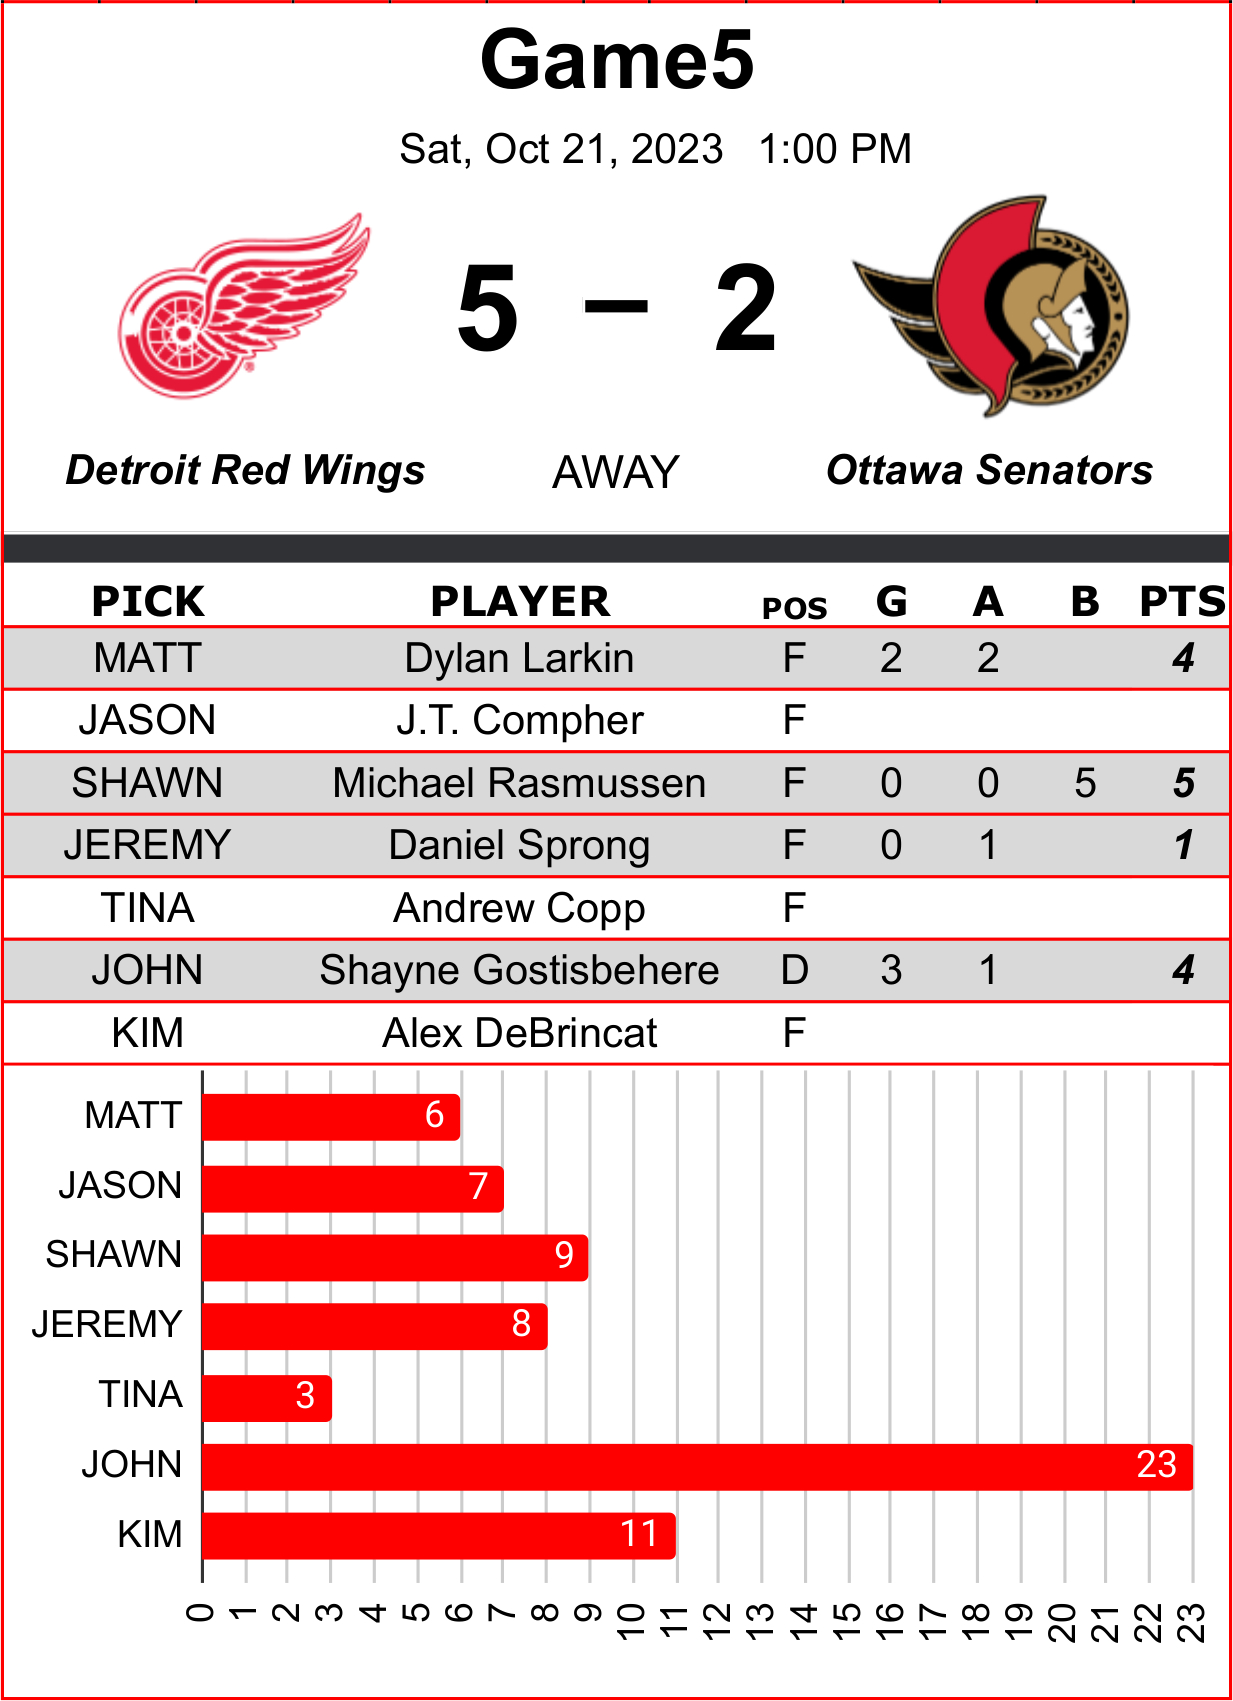 Game5
Sat, Oct 21, 2023 1:00 PM
5 – 2
Detroit Red Wings AWAY Ottawa Senators
PICK PLAYER POS G A B PTS
MATT Dylan Larkin F 2 2 4
JASON J.T. Compher F
SHAWN Michael Rasmussen F 0 0 5 5
JEREMY Daniel Sprong F 0 1 1
TINA Andrew Copp F
JOHN Shayne Gostisbehere D 3 1 4
KIM Alex DeBrincat F
MATT 6
JASON 7
SHAWN 9
JEREMY 8
TINA 3
JOHN 23
KIM 11
0 1 2 3 4 5 6 7 8 9 10 11 12 13 14 15 16 17 18 19 20 21 22 23